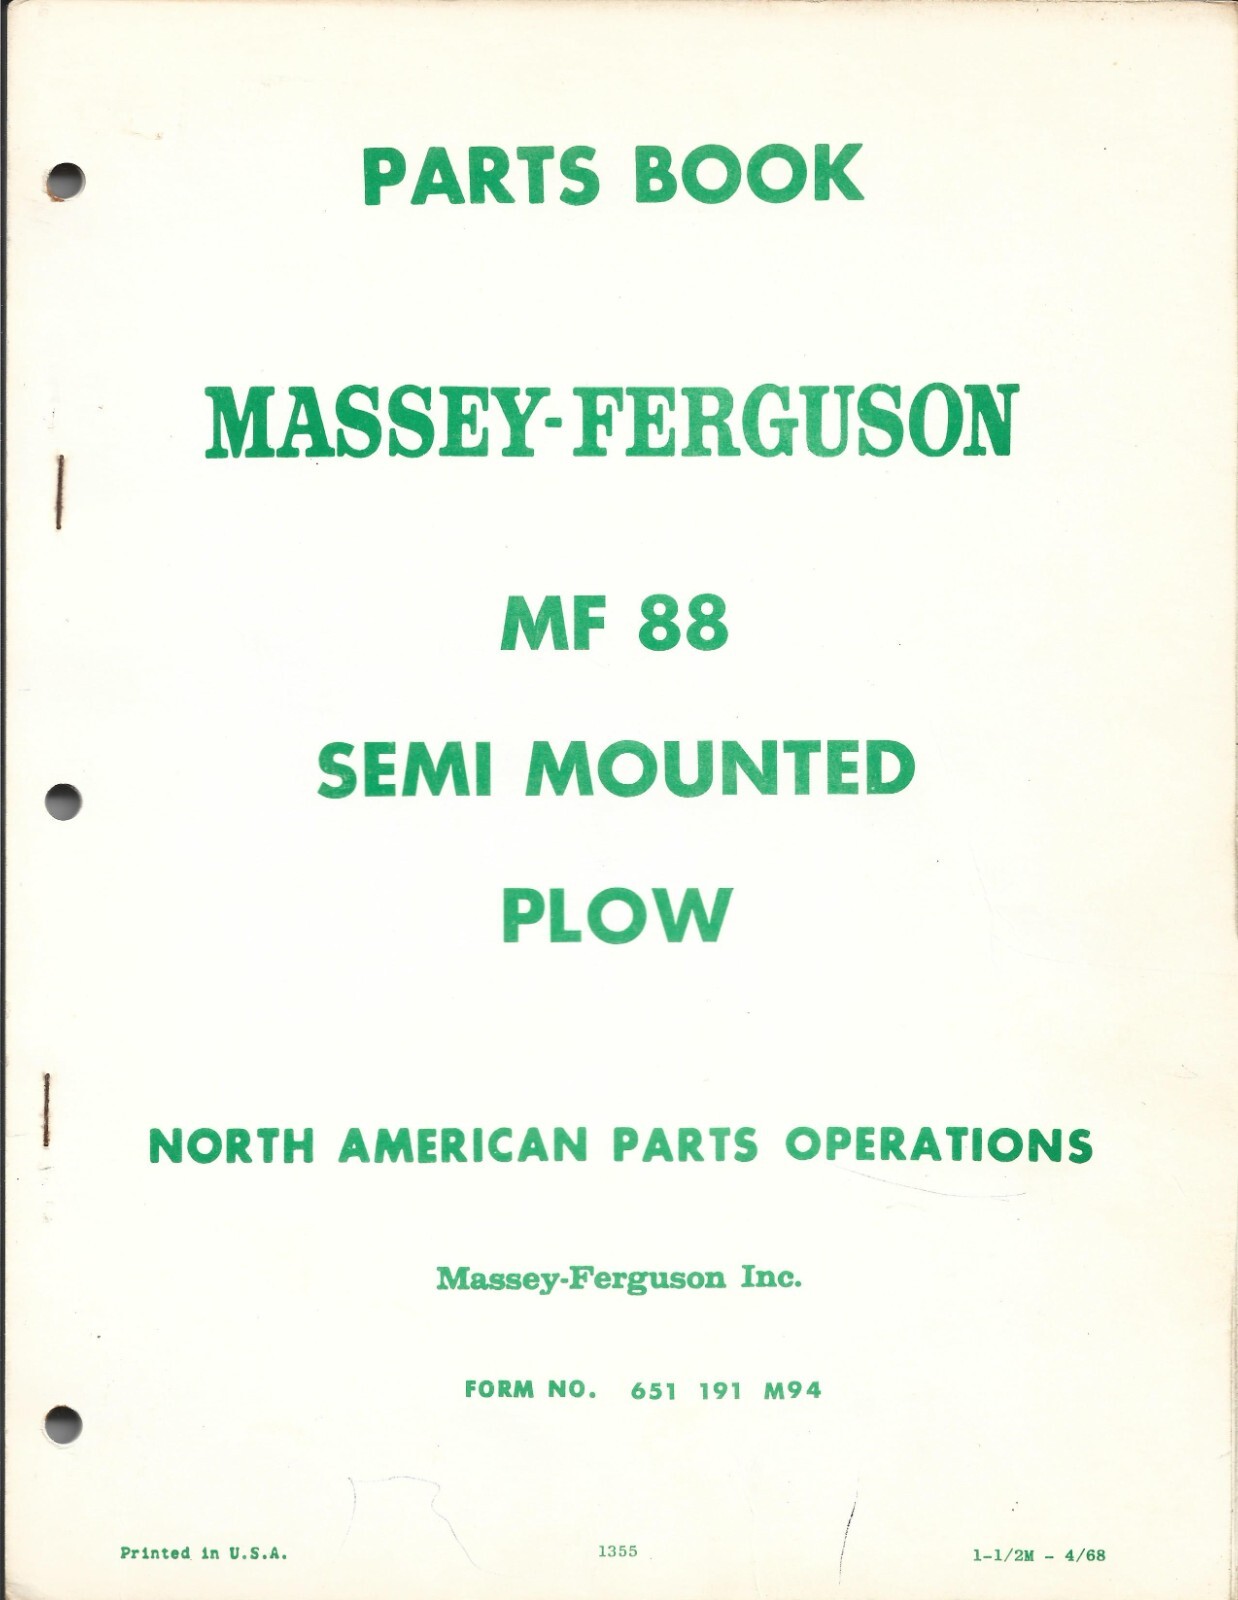 PARTS BOOK
MASSEY-FERGUSON
MF 88
SEMI MOUNTED
PLOW
NORTH AMERICAN PARTS OPERATIONS
Massey-Ferguson Inc.
FORM NO. 651 191 M94
Printed in U.S.A. 1355 1-1/2M - 4/68